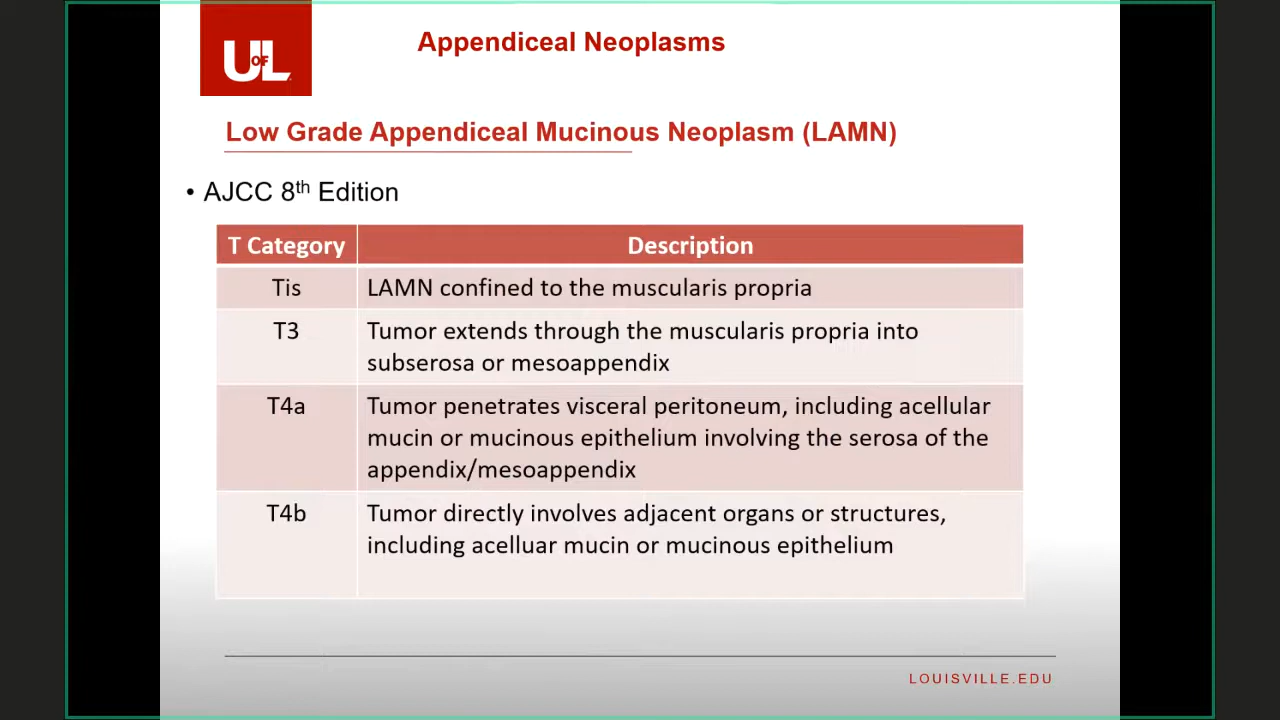 UofL
Appendiceal Neoplasms
Low Grade Appendiceal Mucinous Neoplasm (LAMN)
• AJCC 8th Edition
T Category Description
Tis LAMN confined to the muscularis propria
T3 Tumor extends through the muscularis propria into
subserosa or mesoappendix
T4a Tumor penetrates visceral peritoneum, including acellular
mucin or mucinous epithelium involving the serosa of the
appendix/mesoappendix
T4b Tumor directly involves adjacent organs or structures,
including acelluar mucin or mucinous epithelium
LOUISVILLE.EDU